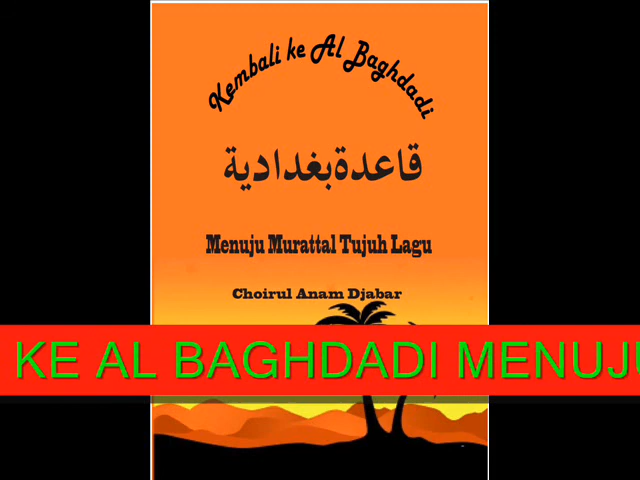 Kembali ke Al Baghdadi
قاعدةبغدادية
Menuju Murattal Tujuh Lagu
Choirul Anam Djabar
KE AL BAGHDADI MENUJU